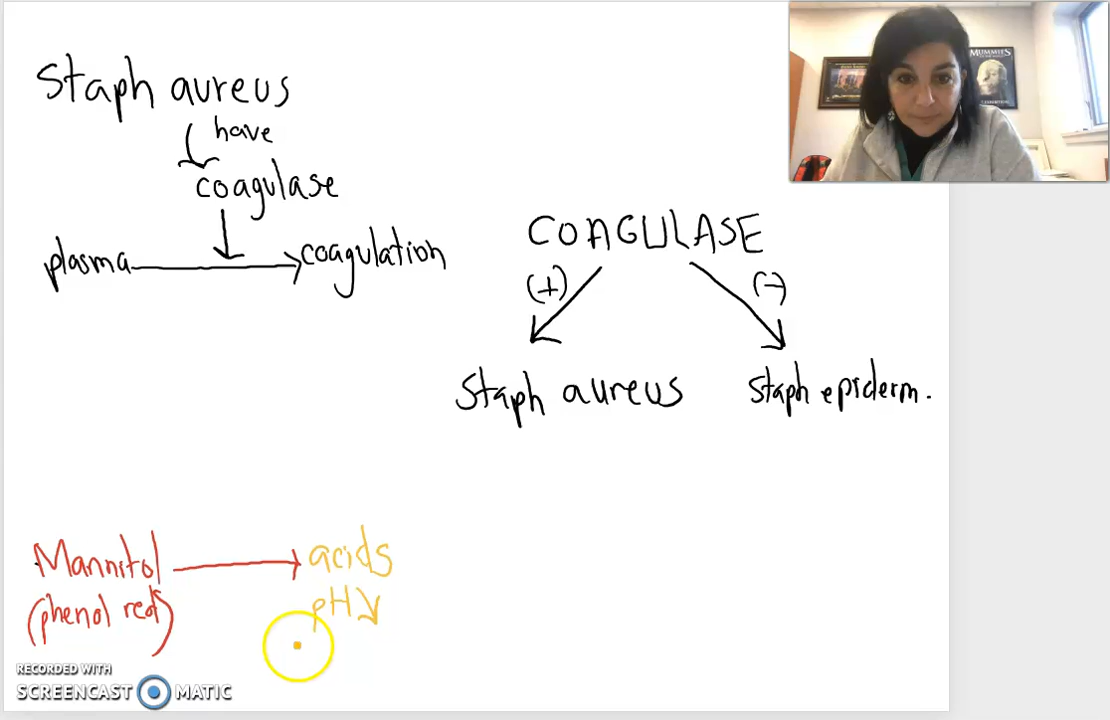 Staph aureus
have
coagulase
plasma
coagulation
COAGULASE
(+)
(-)
Staph aureus
Staph epiderm.
Mannitol
acids
(phenol red)
pH
RECORDED WITH
SCREENCAST MATIC
MUMMIES